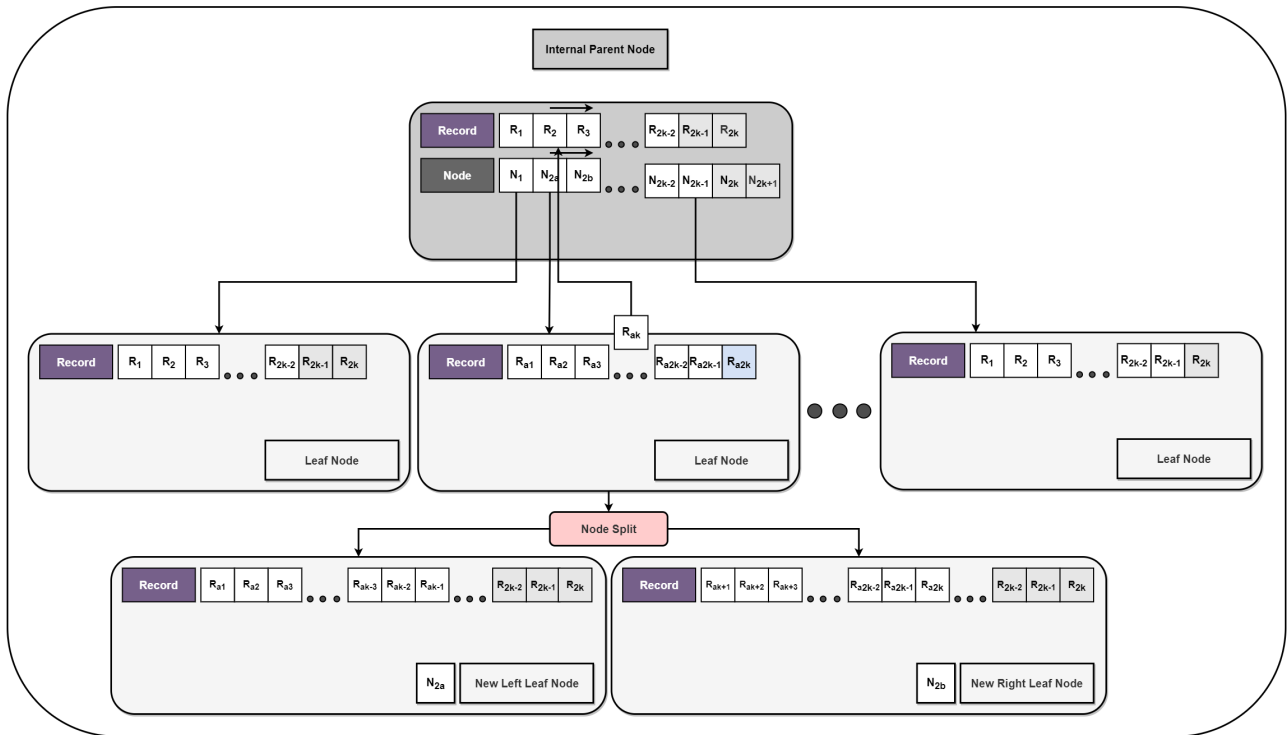 Internal Parent Node
Record R1 R2 R3 R2k-2 R2k-1 R2k
Node N1 N2a N2b N2k-2 N2k-1 N2k N2k+1
Rak
Record R1 R2 R3 R2k-2 R2k-1 R2k
Leaf Node
Record Ra1 Ra2 Ra3 Ra2k-2 Ra2k-1 Ra2k
Leaf Node
Record R1 R2 R3 R2k-2 R2k-1 R2k
Leaf Node
Node Split
Record Ra1 Ra2 Ra3 Rak-3 Rak-2 Rak-1 R2k-2 R2k-1 R2k
N2a New Left Leaf Node
Record Rak+1 Rak+2 Rak+3 Ra2k-2 Ra2k-1 Ra2k R2k-2 R2k-1 R2k
N2b New Right Leaf Node